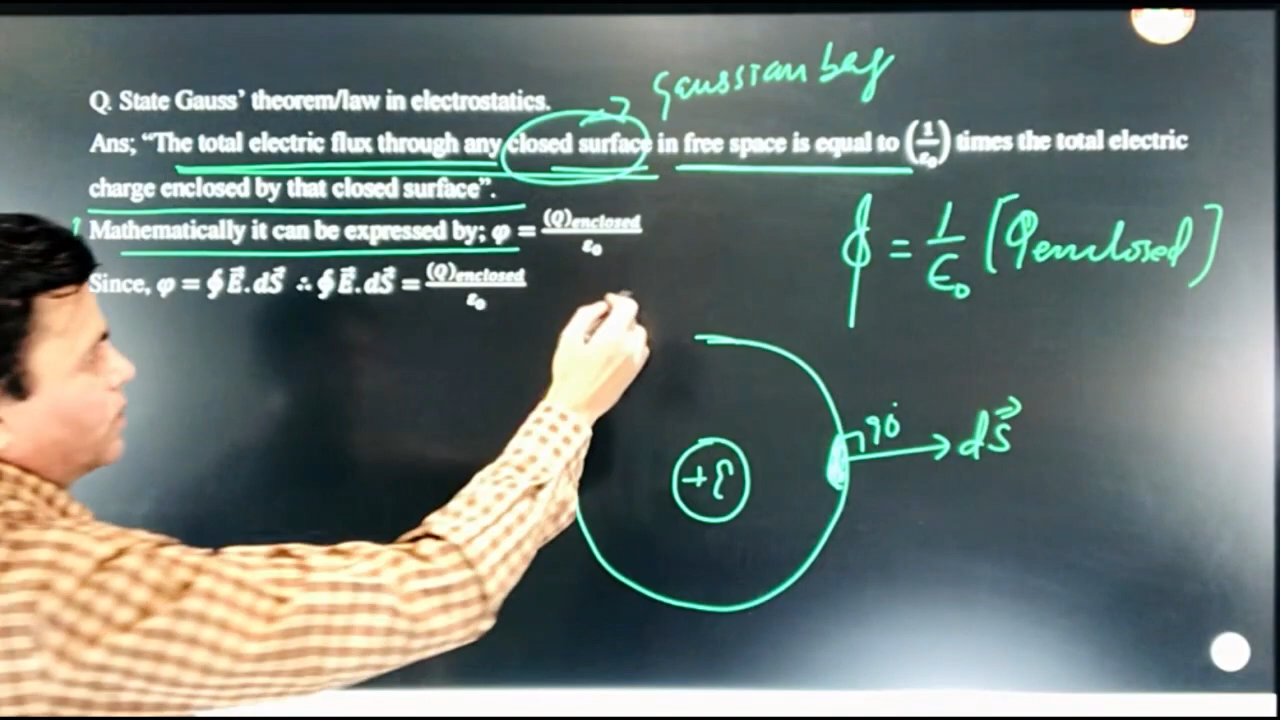 Gaussian bag
Q. State Gauss' theorem/law in electrostatics.
Ans; “The total electric flux through any closed surface in free space is equal to (1/ε₀) times the total electric
charge enclosed by that closed surface”.
Mathematically it can be expressed by; φ = (Q)enclosed/ε₀
Since, φ = ∮E⃗.dS⃗ ∴ ∮E⃗.dS⃗ = (Q)enclosed/ε₀
ϕ = 1/ε₀ [qenclosed]
90° dS⃗
+q